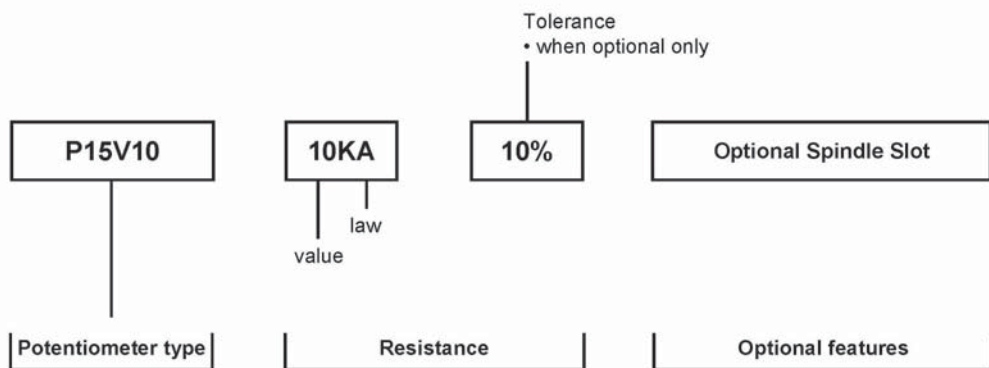 Tolerance
• when optional only
P15V10
10KA
10%
Optional Spindle Slot
law
value
Potentiometer type
Resistance
Optional features